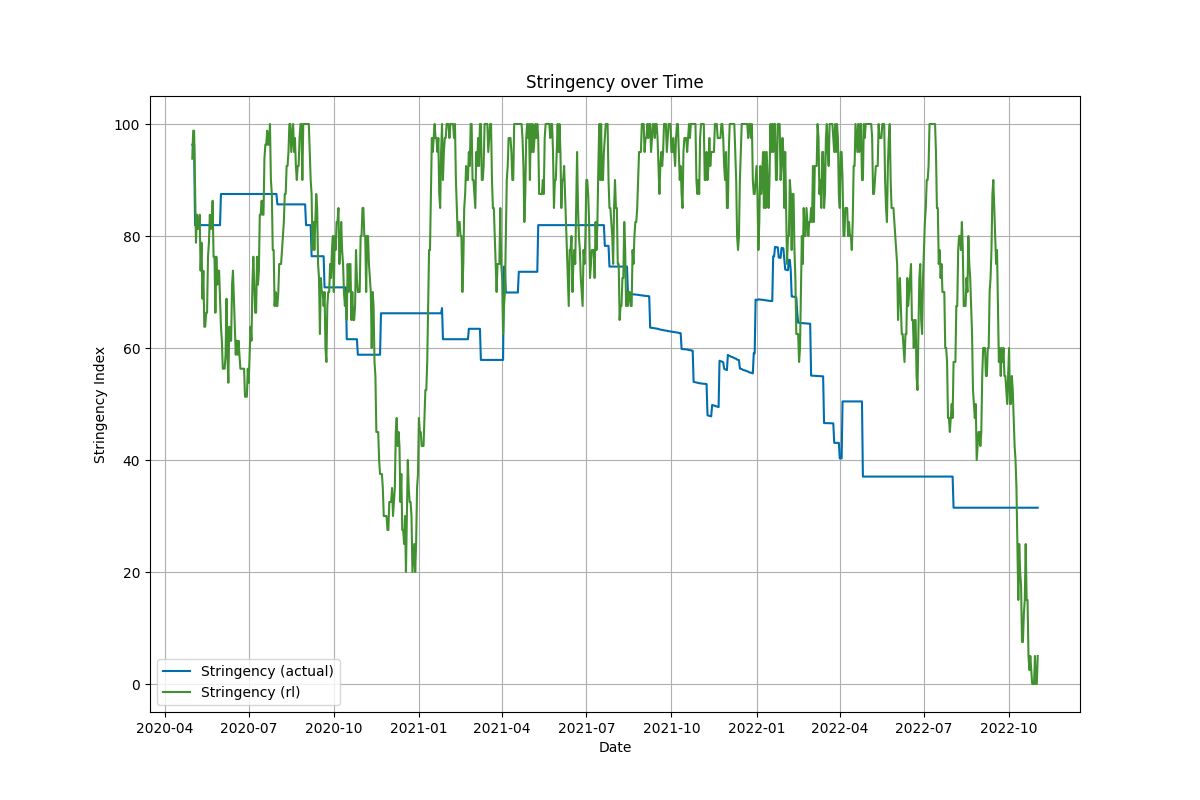 Stringency over Time
Stringency Index
100
80
60
40
20
0
Stringency (actual)
Stringency (rl)
2020-04 2020-07 2020-10 2021-01 2021-04 2021-07 2021-10 2022-01 2022-04 2022-07 2022-10
Date